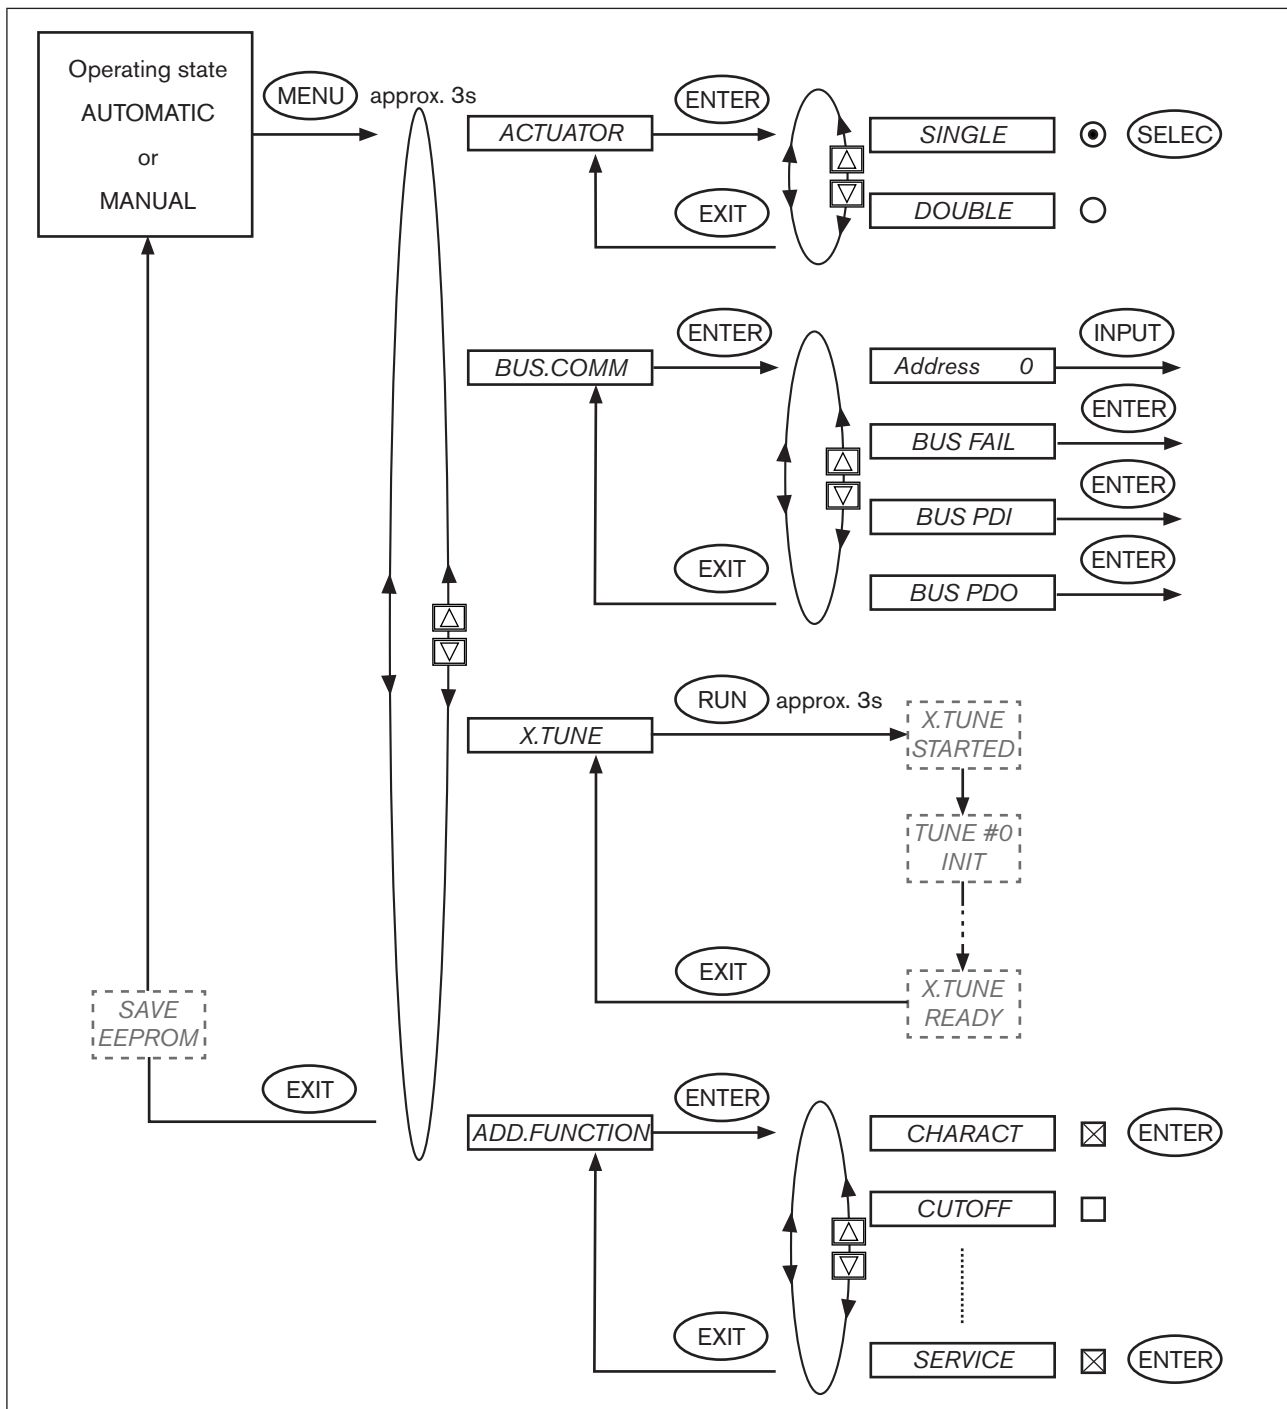 Operating state
AUTOMATIC
or
MANUAL
MENU approx. 3s
ACTUATOR
ENTER
EXIT
SINGLE
SELEC
DOUBLE
BUS.COMM
ENTER
EXIT
Address 0
INPUT
BUS FAIL
ENTER
BUS PDI
ENTER
BUS PDO
ENTER
X.TUNE
RUN approx. 3s
X.TUNE
STARTED
TUNE #0
INIT
X.TUNE
READY
EXIT
SAVE
EEPROM
EXIT
ADD.FUNCTION
ENTER
EXIT
CHARACT
ENTER
CUTOFF
SERVICE
ENTER